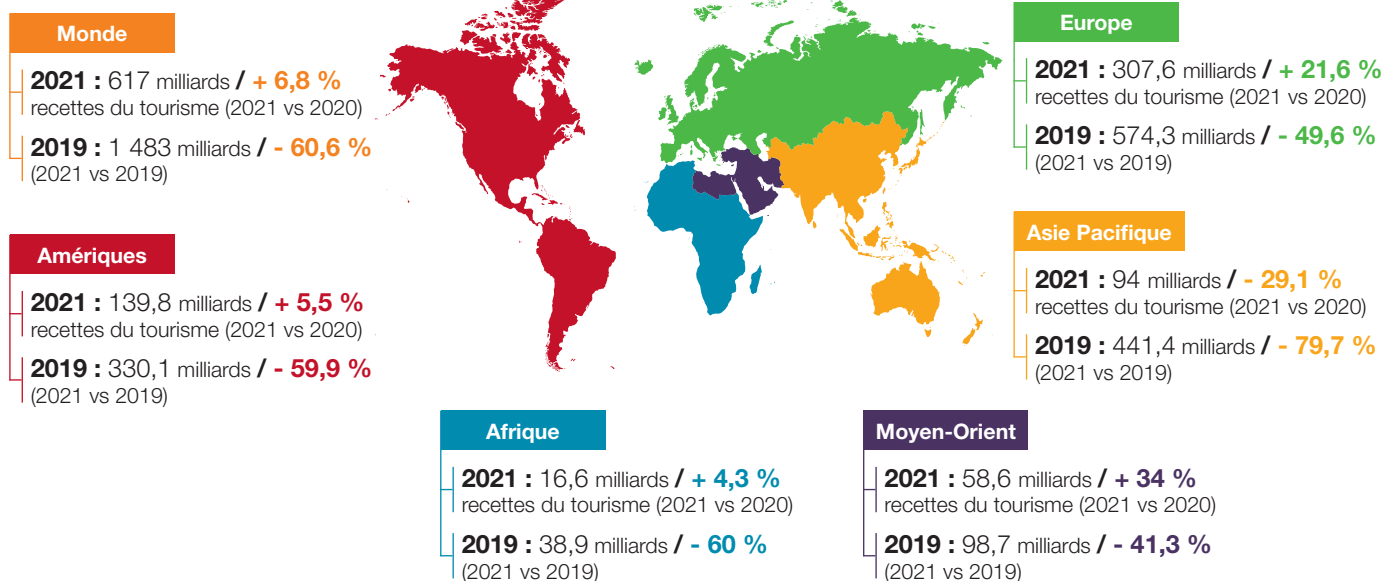 Monde
2021 : 617 milliards / + 6,8 %
recettes du tourisme (2021 vs 2020)
2019 : 1 483 milliards / - 60,6 %
(2021 vs 2019)
Amériques
2021 : 139,8 milliards / + 5,5 %
recettes du tourisme (2021 vs 2020)
2019 : 330,1 milliards / - 59,9 %
(2021 vs 2019)
Europe
2021 : 307,6 milliards / + 21,6 %
recettes du tourisme (2021 vs 2020)
2019 : 574,3 milliards / - 49,6 %
(2021 vs 2019)
Asie Pacifique
2021 : 94 milliards / - 29,1 %
recettes du tourisme (2021 vs 2020)
2019 : 441,4 milliards / - 79,7 %
(2021 vs 2019)
Afrique
2021 : 16,6 milliards / + 4,3 %
recettes du tourisme (2021 vs 2020)
2019 : 38,9 milliards / - 60 %
(2021 vs 2019)
Moyen-Orient
2021 : 58,6 milliards / + 34 %
recettes du tourisme (2021 vs 2020)
2019 : 98,7 milliards / - 41,3 %
(2021 vs 2019)